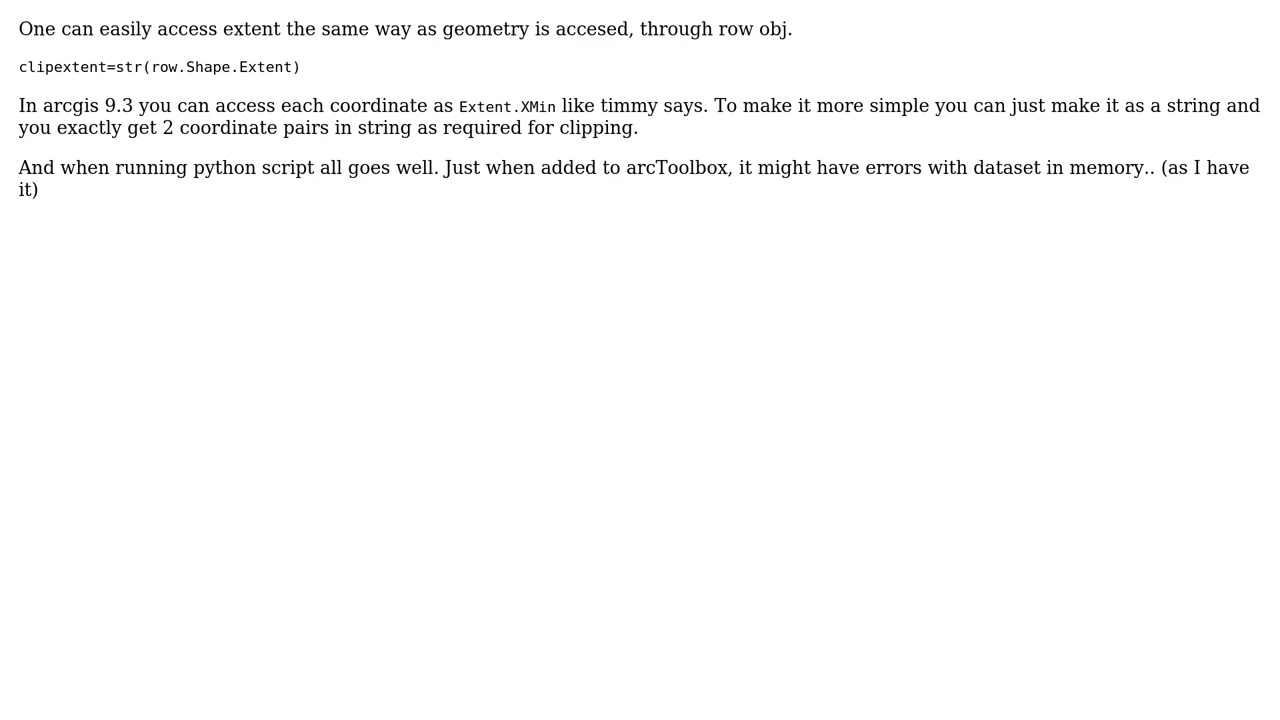 One can easily access extent the same way as geometry is accesed, through row obj.
clipextent=str(row.Shape.Extent)
In arcgis 9.3 you can access each coordinate as Extent.XMin like timmy says. To make it more simple you can just make it as a string and
you exactly get 2 coordinate pairs in string as required for clipping.
And when running python script all goes well. Just when added to arcToolbox, it might have errors with dataset in memory.. (as I have
it)